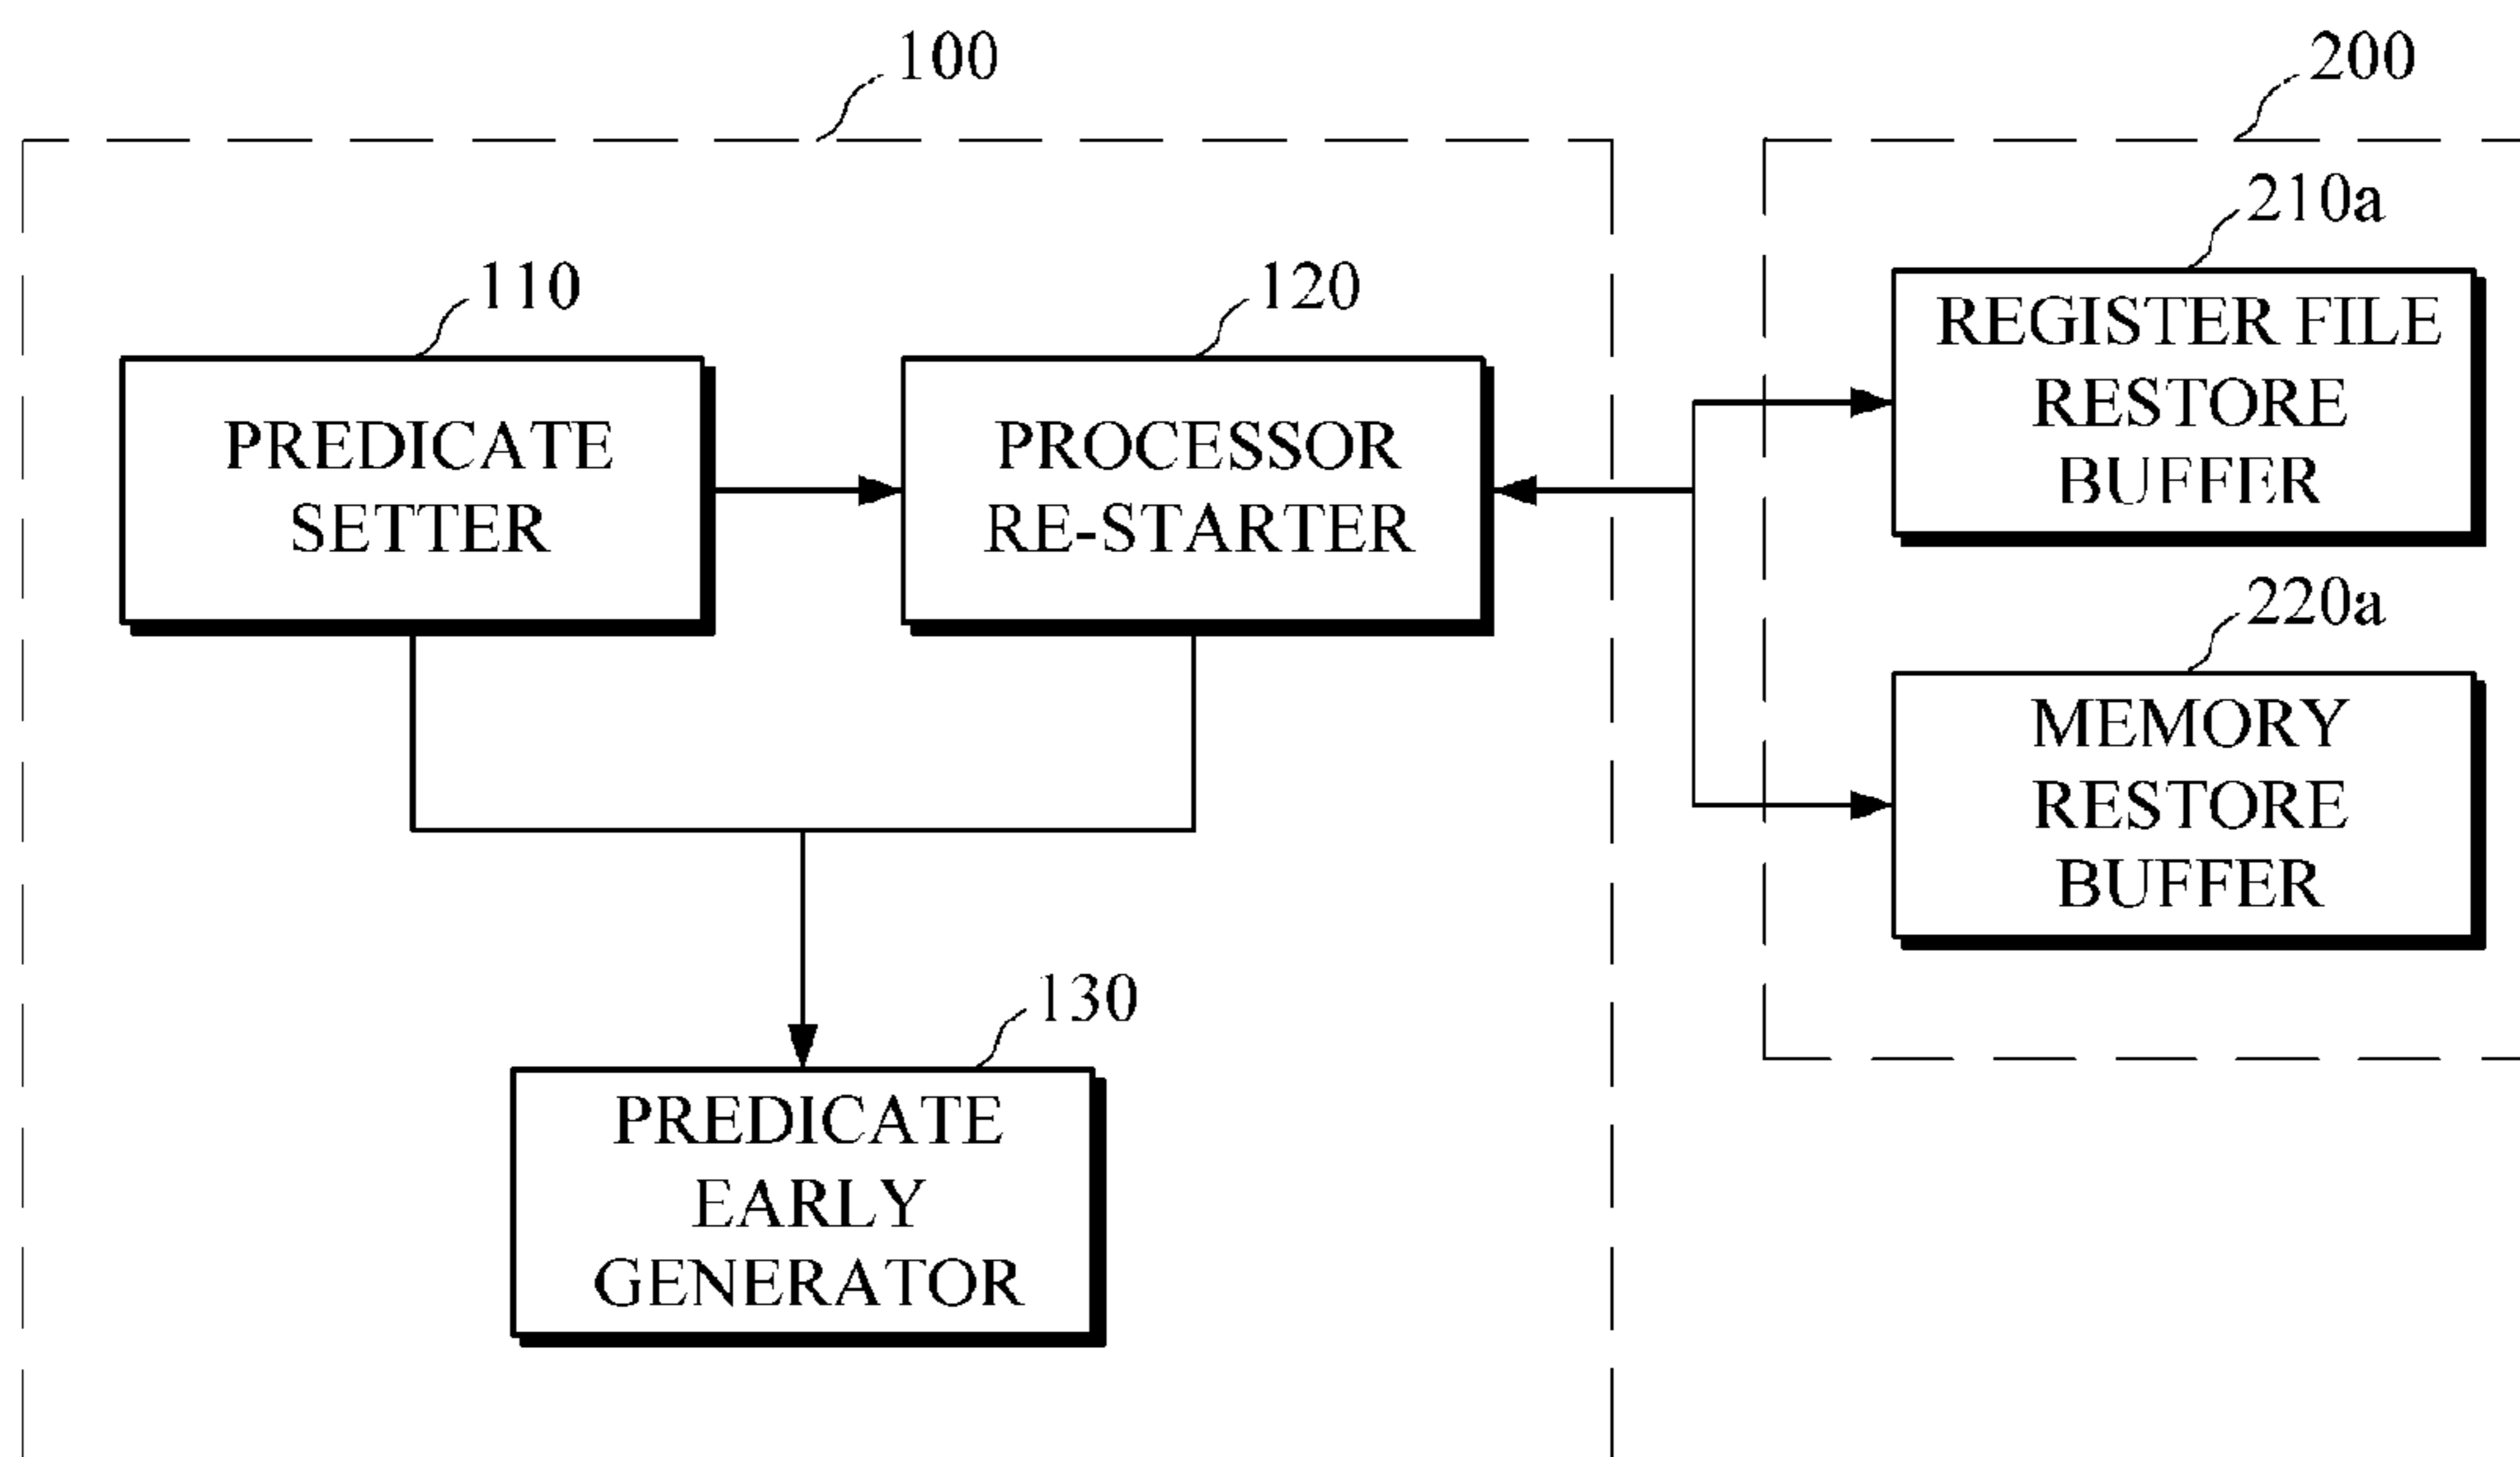 100
200
210a
110
120
REGISTER FILE
RESTORE
BUFFER
PREDICATE
SETTER
PROCESSOR
RE-STARTER
220a
MEMORY
RESTORE
BUFFER
130
PREDICATE
EARLY
GENERATOR